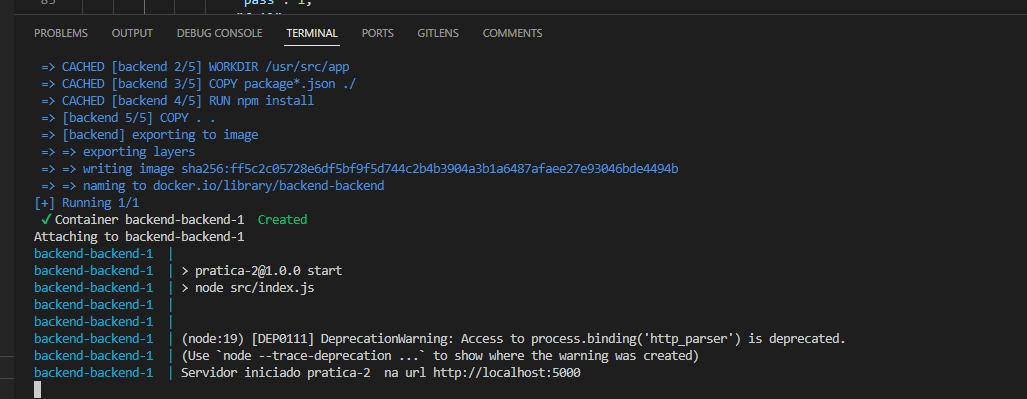 85 "pass": 1,
PROBLEMS OUTPUT DEBUG CONSOLE TERMINAL PORTS GITLENS COMMENTS
=> CACHED [backend 2/5] WORKDIR /usr/src/app
=> CACHED [backend 3/5] COPY package*.json ./
=> CACHED [backend 4/5] RUN npm install
=> [backend 5/5] COPY . .
=> [backend] exporting to image
=> => exporting layers
=> => writing image sha256:ff5c2c05728e6df5bf9f5d744c2b4b3904a3b1a6487afaee27e93046bde4494b
=> => naming to docker.io/library/backend-backend
[+] Running 1/1
✓ Container backend-backend-1 Created
Attaching to backend-backend-1
backend-backend-1 |
backend-backend-1 | > pratica-2@1.0.0 start
backend-backend-1 | > node src/index.js
backend-backend-1 |
backend-backend-1 |
backend-backend-1 | (node:19) [DEP0111] DeprecationWarning: Access to process.binding('http_parser') is deprecated.
backend-backend-1 | (Use `node --trace-deprecation ...` to show where the warning was created)
backend-backend-1 | Servidor iniciado pratica-2 na url http://localhost:5000